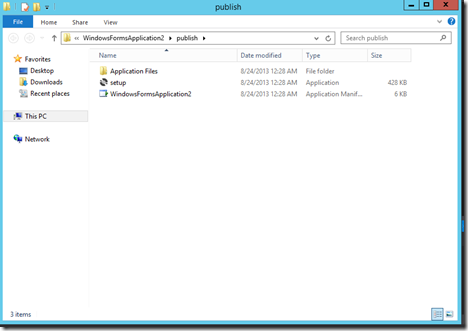 publish
File Home Share View
« WindowsFormsApplication2 ▸ publish ▸ Search publish
Name Date modified Type Size
Favorites
Desktop
Downloads
Recent places
This PC
Network
Application Files 8/24/2013 12:28 AM File folder
setup 8/24/2013 12:28 AM Application 428 KB
WindowsFormsApplication2 8/24/2013 12:28 AM Application Manif... 6 KB
3 items